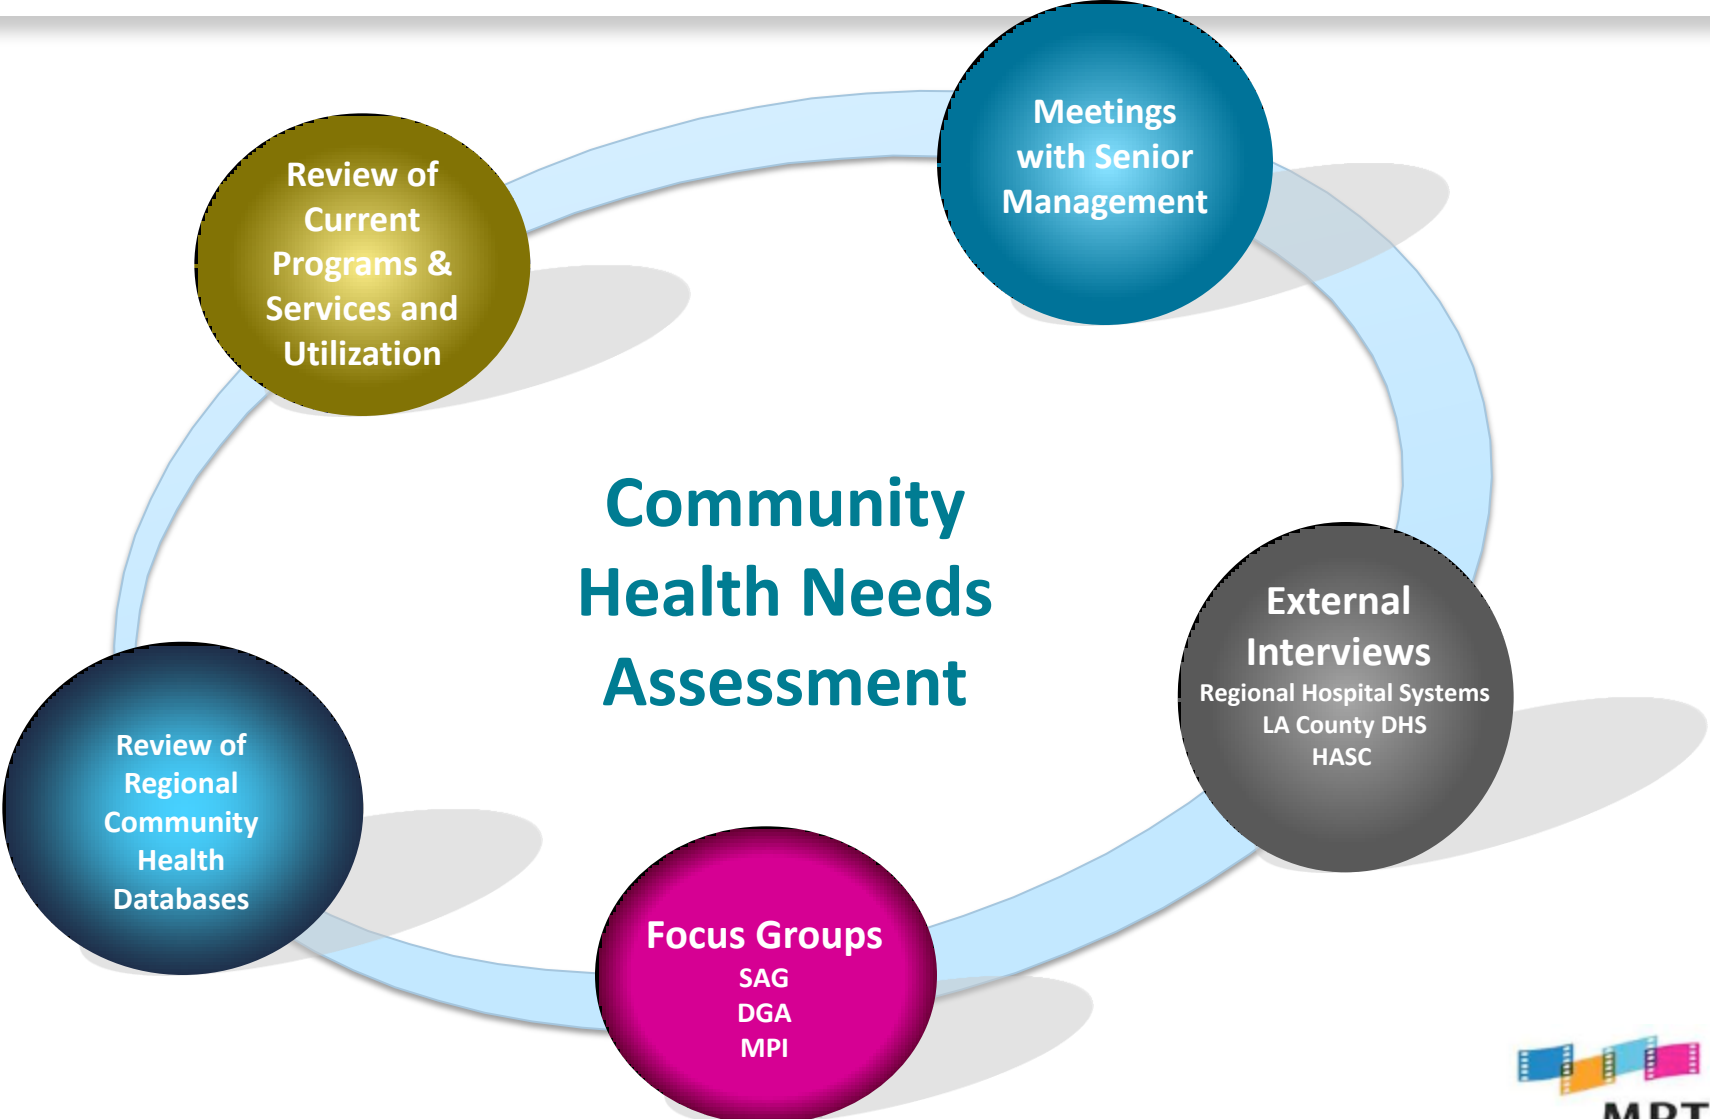 Meetings
with Senior
Management
Review of
Current
Programs &
Services and
Utilization
Community
Health Needs
Assessment
External
Interviews
Regional Hospital Systems
LA County DHS
HASC
Review of
Regional
Community
Health
Databases
Focus Groups
SAG
DGA
MPI